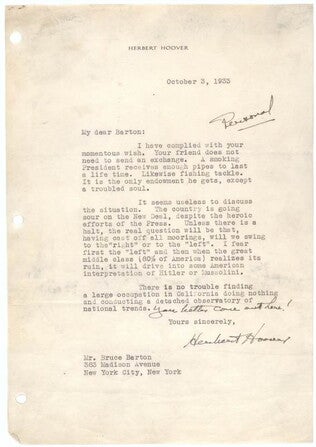 HERBERT HOOVER
October 3, 1933
Personal
My dear Barton:
I have complied with your
momentous wish. Your friend does not
need to send an exchange. A smoking
President receives enough pipes to last
a life time. Likewise fishing tackle.
It is the only endowment he gets, except
a troubled soul.
It seems useless to discuss
the situation. The country is going
sour on the New Deal, despite the heroic
efforts of the Press. Unless there is a
halt, the real question will be that,
having cast off all moorings, will we swing
to the "right" or to the "left". I fear
first the "left" and then when the great
middle class (80% of America) realizes its
ruin, it will drive into some American
interpretation of Hitler or Mussolini.
There is no trouble finding
a large occupation in California doing nothing
and conducting a detached observatory of
national trends. You better come out here!
Yours sincerely,
Herbert Hoover
Mr. Bruce Barton
383 Madison Avenue
New York City, New York